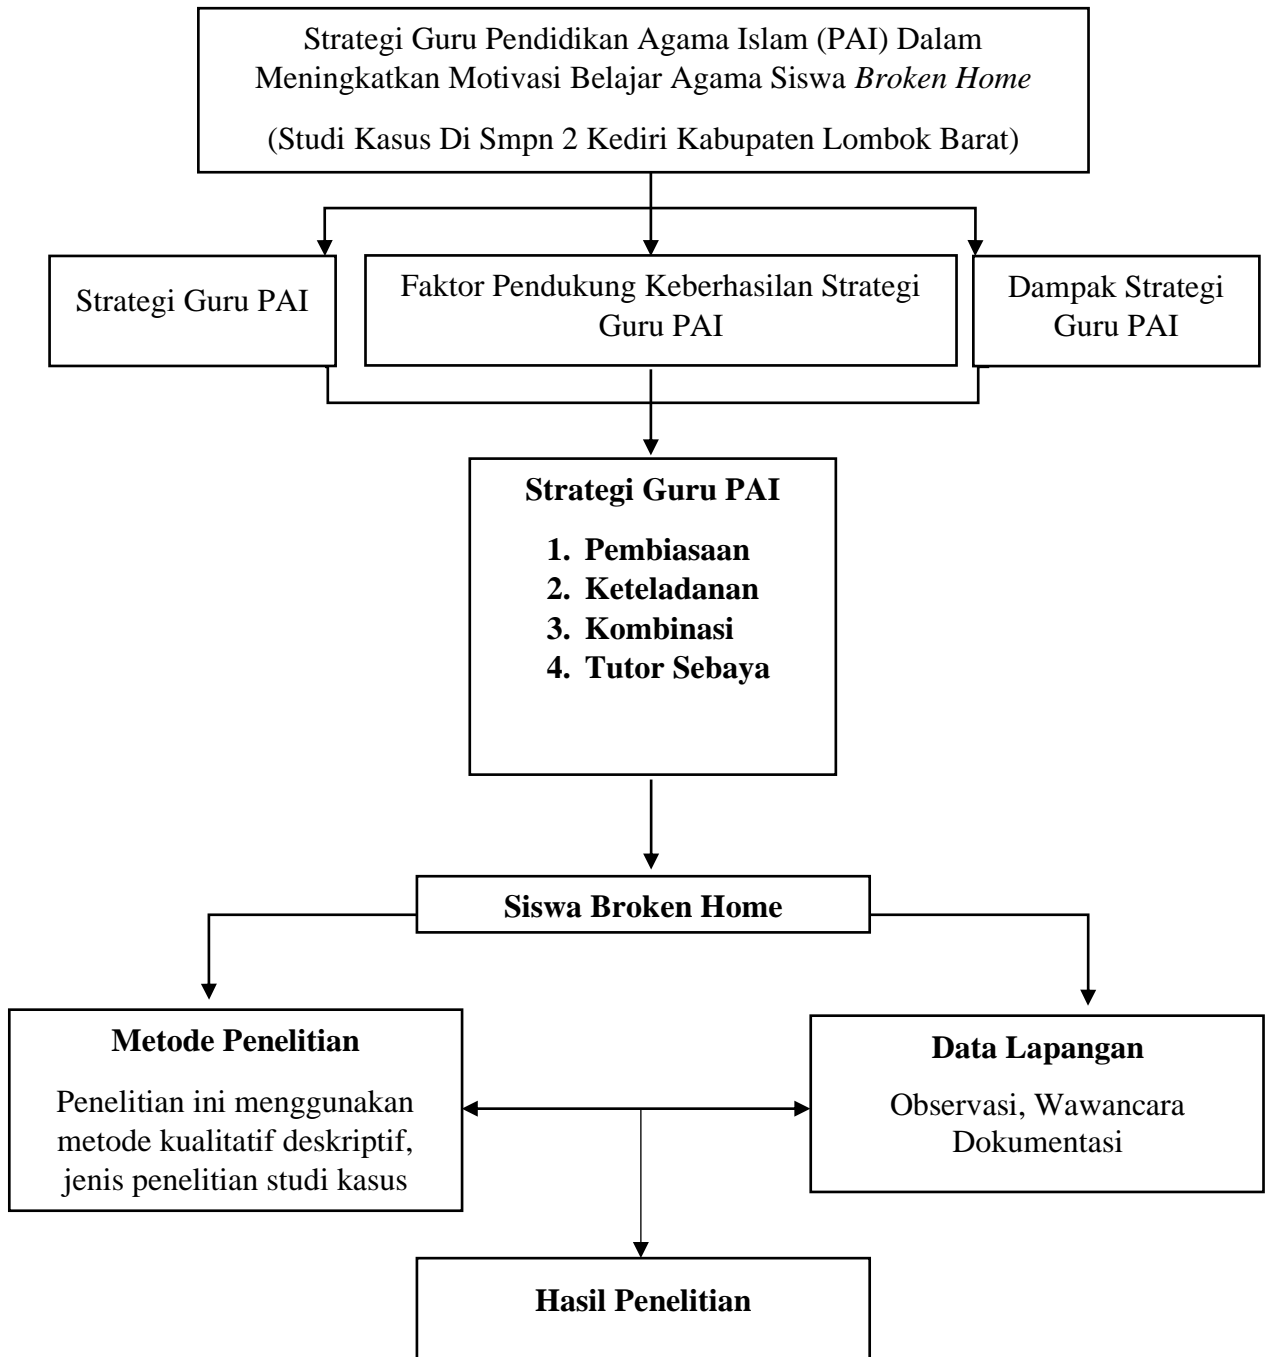 Strategi Guru Pendidikan Agama Islam (PAI) Dalam
Meningkatkan Motivasi Belajar Agama Siswa Broken Home
(Studi Kasus Di Smpn 2 Kediri Kabupaten Lombok Barat)
Strategi Guru PAI
Faktor Pendukung Keberhasilan Strategi
Guru PAI
Dampak Strategi
Guru PAI
Strategi Guru PAI
1. Pembiasaan
2. Keteladanan
3. Kombinasi
4. Tutor Sebaya
Siswa Broken Home
Metode Penelitian
Penelitian ini menggunakan
metode kualitatif deskriptif,
jenis penelitian studi kasus
Data Lapangan
Observasi, Wawancara
Dokumentasi
Hasil Penelitian